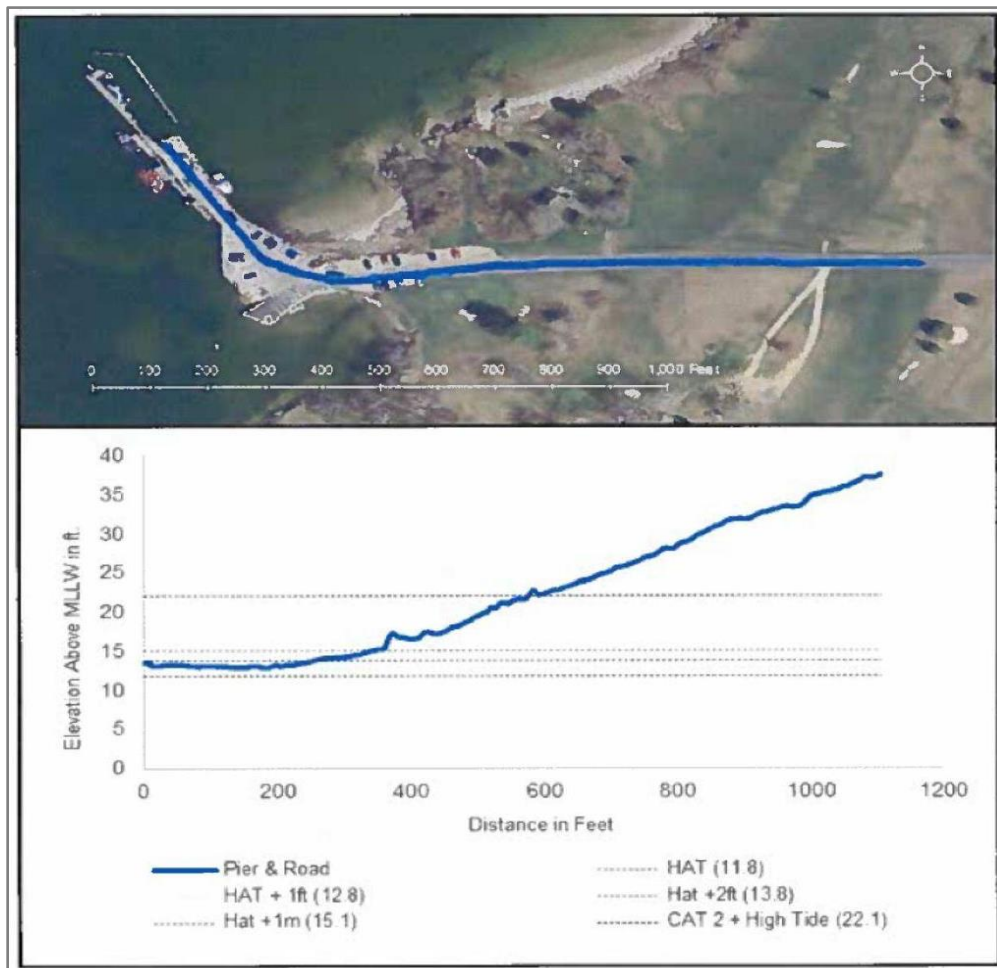 0 100 200 300 400 500 600 700 800 900 1,000 Feet
40
35
30
25
20
15
10
5
0
Elevation Above MLLW in ft.
0 200 400 600 800 1000 1200
Distance in Feet
Pier & Road
HAT (11.8)
HAT + 1ft (12.8)
Hat +2ft (13.8)
Hat +1m (15.1)
CAT 2 + High Tide (22.1)